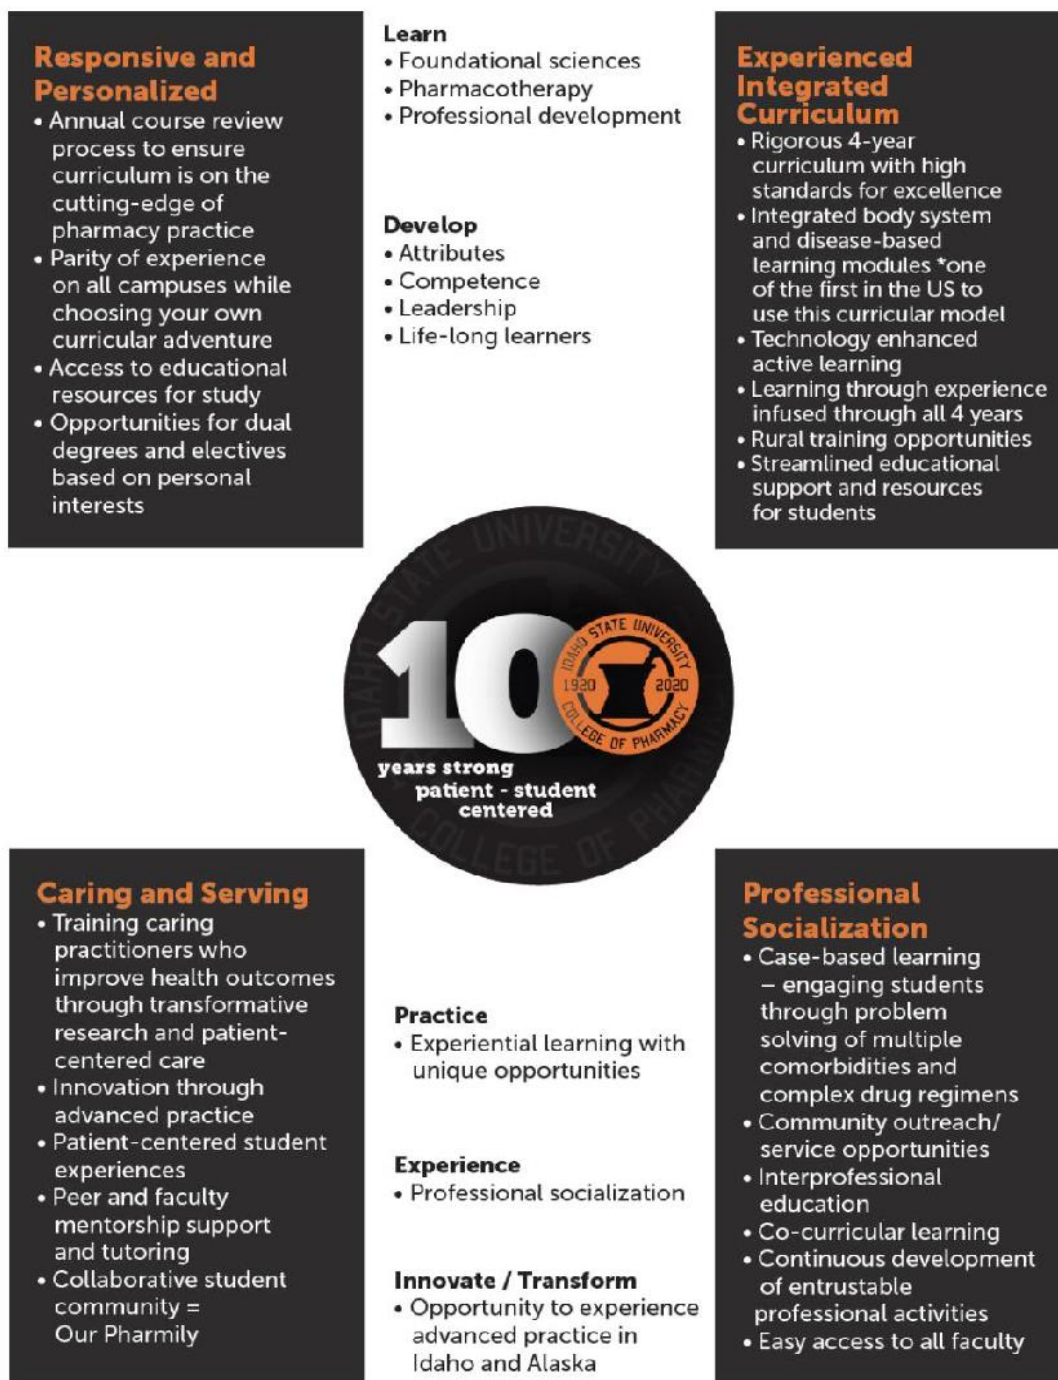 Responsive and
Personalized
• Annual course review
process to ensure
curriculum is on the
cutting-edge of
pharmacy practice
• Parity of experience
on all campuses while
choosing your own
curricular adventure
• Access to educational
resources for study
• Opportunities for dual
degrees and electives
based on personal
interests
Learn
• Foundational sciences
• Pharmacotherapy
• Professional development
Develop
• Attributes
• Competence
• Leadership
• Life-long learners
Experienced
Integrated
Curriculum
• Rigorous 4-year
curriculum with high
standards for excellence
• Integrated body system
and disease-based
learning modules *one
of the first in the US to
use this curricular model
• Technology enhanced
active learning
• Learning through experience
infused through all 4 years
• Rural training opportunities
• Streamlined educational
support and resources
for students
IDAHO STATE UNIVERSITY
COLLEGE OF PHARMACY
100
IDAHO STATE UNIVERSITY
1920 2020
COLLEGE OF PHARMACY
years strong
patient - student
centered
Caring and Serving
• Training caring
practitioners who
improve health outcomes
through transformative
research and patient-
centered care
• Innovation through
advanced practice
• Patient-centered student
experiences
• Peer and faculty
mentorship support
and tutoring
• Collaborative student
community =
Our Pharmily
Practice
• Experiential learning with
unique opportunities
Experience
• Professional socialization
Innovate / Transform
• Opportunity to experience
advanced practice in
Idaho and Alaska
Professional
Socialization
• Case-based learning
– engaging students
through problem
solving of multiple
comorbidities and
complex drug regimens
• Community outreach/
service opportunities
• Interprofessional
education
• Co-curricular learning
• Continuous development
of entrustable
professional activities
• Easy access to all faculty